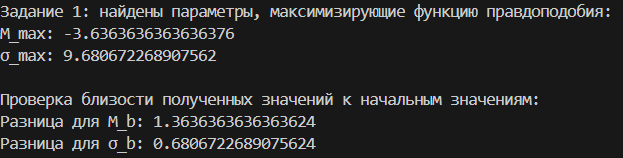 Задание 1: найдены параметры, максимизирующие функцию правдоподобия:
M_max: -3.6363636363636376
σ_max: 9.680672268907562
Проверка близости полученных значений к начальным значениям:
Разница для M_b: 1.3636363636363624
Разница для σ_b: 0.6806722689075624